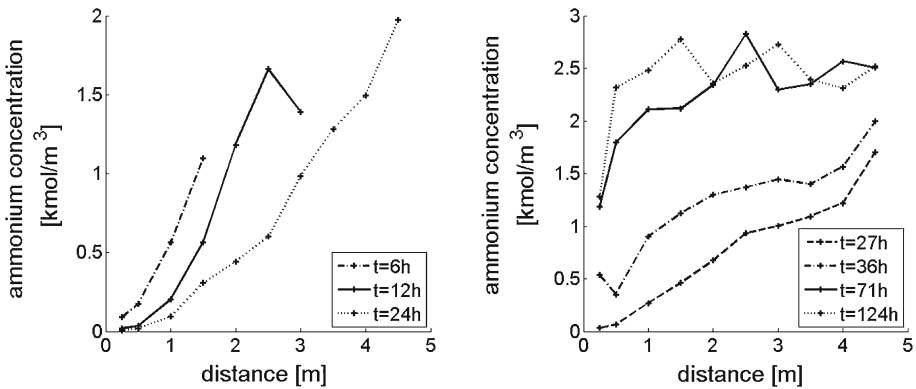 ammonium concentration
[kmol/m³]
2
1.5
1
0.5
0
0 1 2 3 4 5
distance [m]
t=6h
t=12h
t=24h
ammonium concentration
[kmol/m³]
3
2.5
2
1.5
1
0.5
0
0 1 2 3 4 5
distance [m]
t=27h
t=36h
t=71h
t=124h